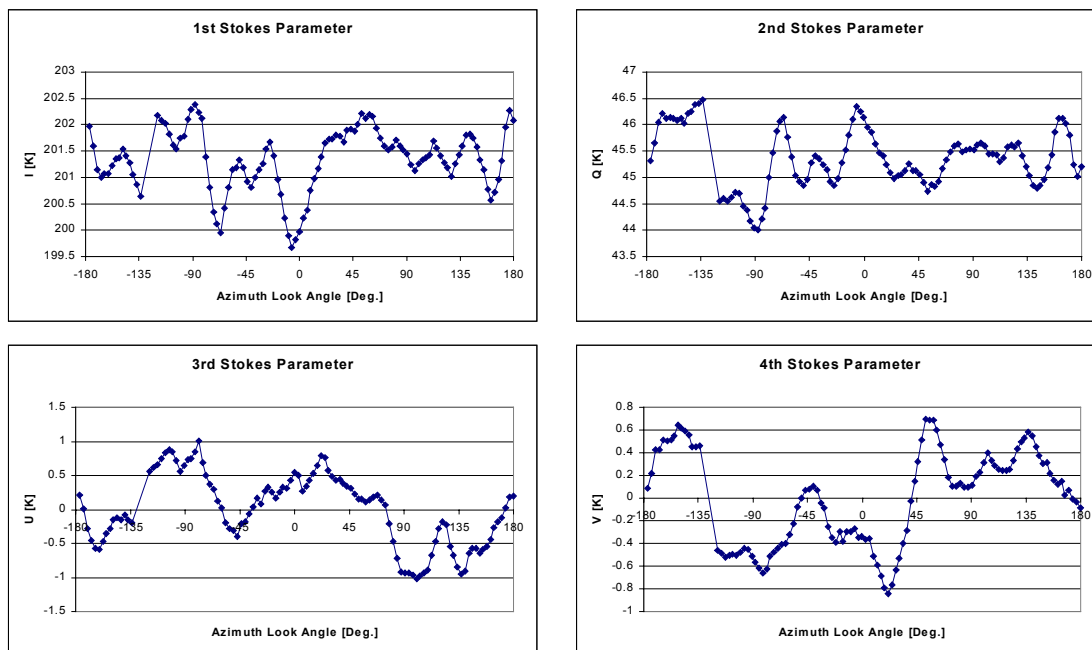 1st Stokes Parameter
203
202.5
202
201.5
201
200.5
200
199.5
I [K]
-180 -135 -90 -45 0 45 90 135 180
Azimuth Look Angle [Deg.]
2nd Stokes Parameter
47
46.5
46
45.5
45
44.5
44
43.5
Q [K]
-180 -135 -90 -45 0 45 90 135 180
Azimuth Look Angle [Deg.]
3rd Stokes Parameter
1.5
1
0.5
0
-0.5
-1
-1.5
U [K]
-180 -135 -90 -45 0 45 90 135 180
Azimuth Look Angle [Deg.]
4th Stokes Parameter
0.8
0.6
0.4
0.2
0
-0.2
-0.4
-0.6
-0.8
-1
V [K]
-180 -135 -90 -45 0 45 90 135 180
Azimuth Look Angle [Deg.]